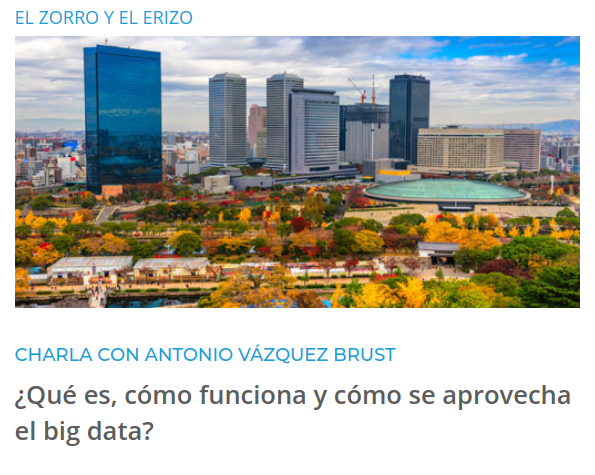 EL ZORRO Y EL ERIZO
CHARLA CON ANTONIO VÁZQUEZ BRUST
¿Qué es, cómo funciona y cómo se aprovecha
el big data?